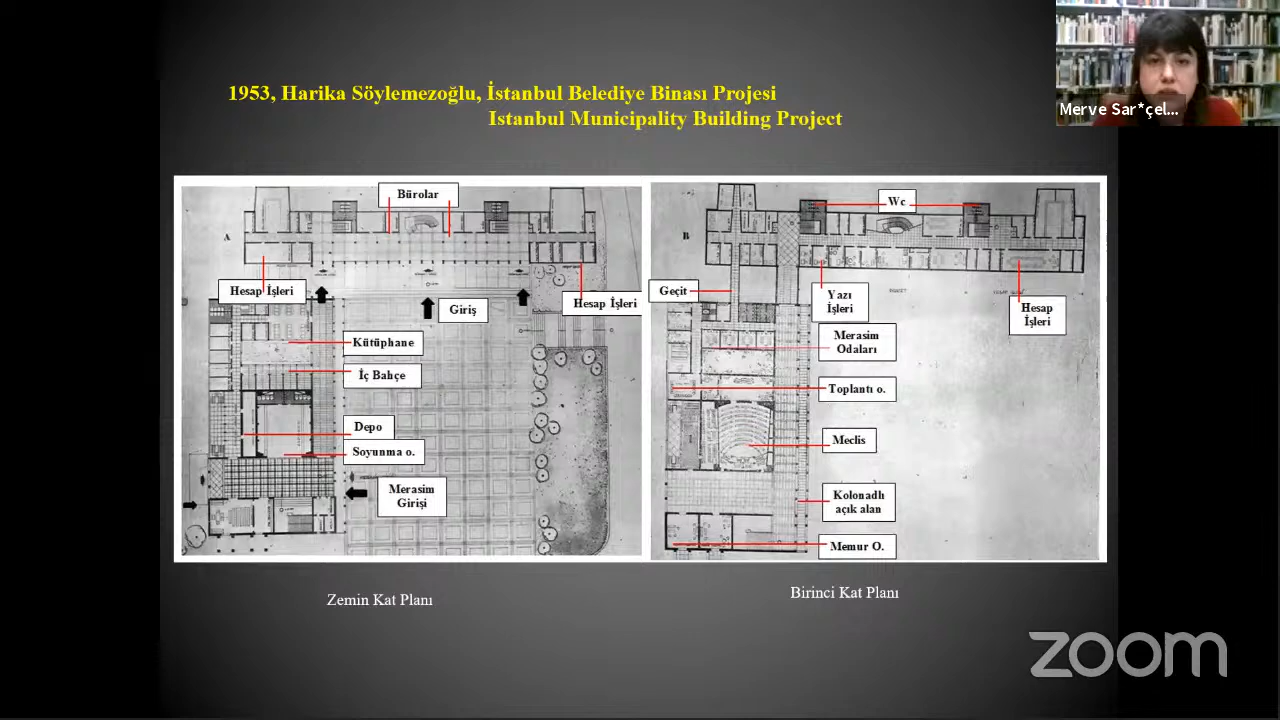 1953, Harika Söylemezoğlu, İstanbul Belediye Binası Projesi
Istanbul Municipality Building Project
Merve Sar*çel...
Bürolar
A
Hesap İşleri
Giriş
Hesap İşleri
Kütüphane
İç Bahçe
Depo
Soyunma o.
Merasim
Girişi
Wc
B
Geçit
Yazı
İşleri
Hesap
İşleri
Merasim
Odaları
Toplantı o.
Meclis
Kolonadlı
açık alan
Memur O.
Zemin Kat Planı
Birinci Kat Planı
zoom